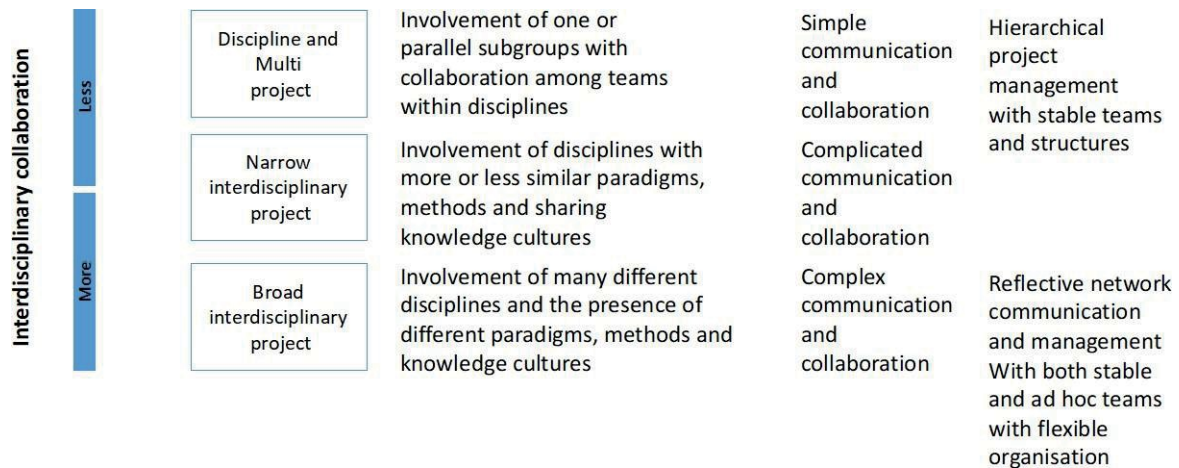 Interdisciplinary collaboration
Less
More
Discipline and
Multi
project
Involvement of one or
parallel subgroups with
collaboration among teams
within disciplines
Simple
communication
and
collaboration
Hierarchical
project
management
with stable teams
and structures
Narrow
interdisciplinary
project
Involvement of disciplines with
more or less similar paradigms,
methods and sharing
knowledge cultures
Complicated
communication
and
collaboration
Broad
interdisciplinary
project
Involvement of many different
disciplines and the presence of
different paradigms, methods and
knowledge cultures
Complex
communication
and
collaboration
Reflective network
communication
and management
With both stable
and ad hoc teams
with flexible
organisation